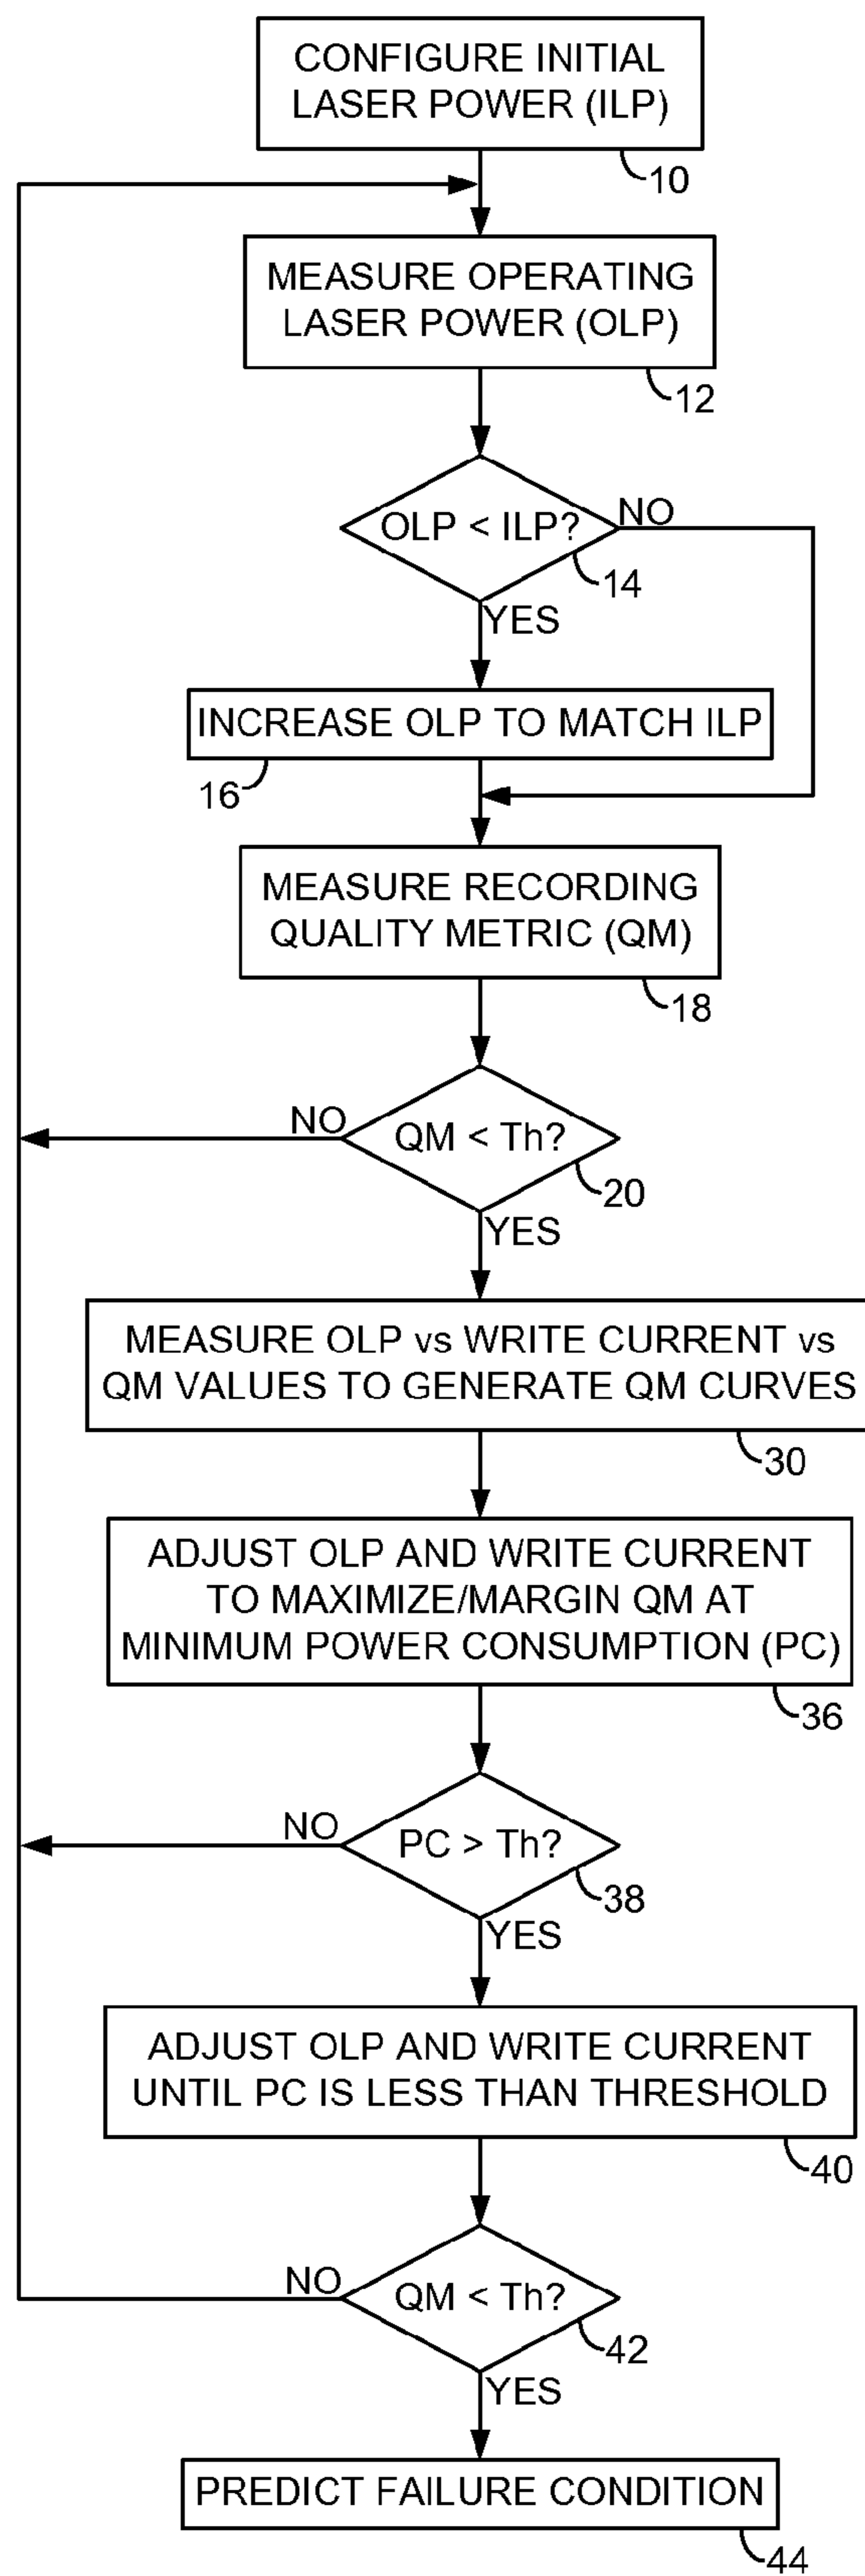 CONFIGURE INITIAL
LASER POWER (ILP)
10
MEASURE OPERATING
LASER POWER (OLP)
12
OLP < ILP?
NO
14
YES
INCREASE OLP TO MATCH ILP
16
MEASURE RECORDING
QUALITY METRIC (QM)
18
NO
QM < Th?
20
YES
MEASURE OLP vs WRITE CURRENT vs
QM VALUES TO GENERATE QM CURVES
30
ADJUST OLP AND WRITE CURRENT
TO MAXIMIZE/MARGIN QM AT
MINIMUM POWER CONSUMPTION (PC)
36
NO
PC > Th?
38
YES
ADJUST OLP AND WRITE CURRENT
UNTIL PC IS LESS THAN THRESHOLD
40
NO
QM < Th?
42
YES
PREDICT FAILURE CONDITION
44